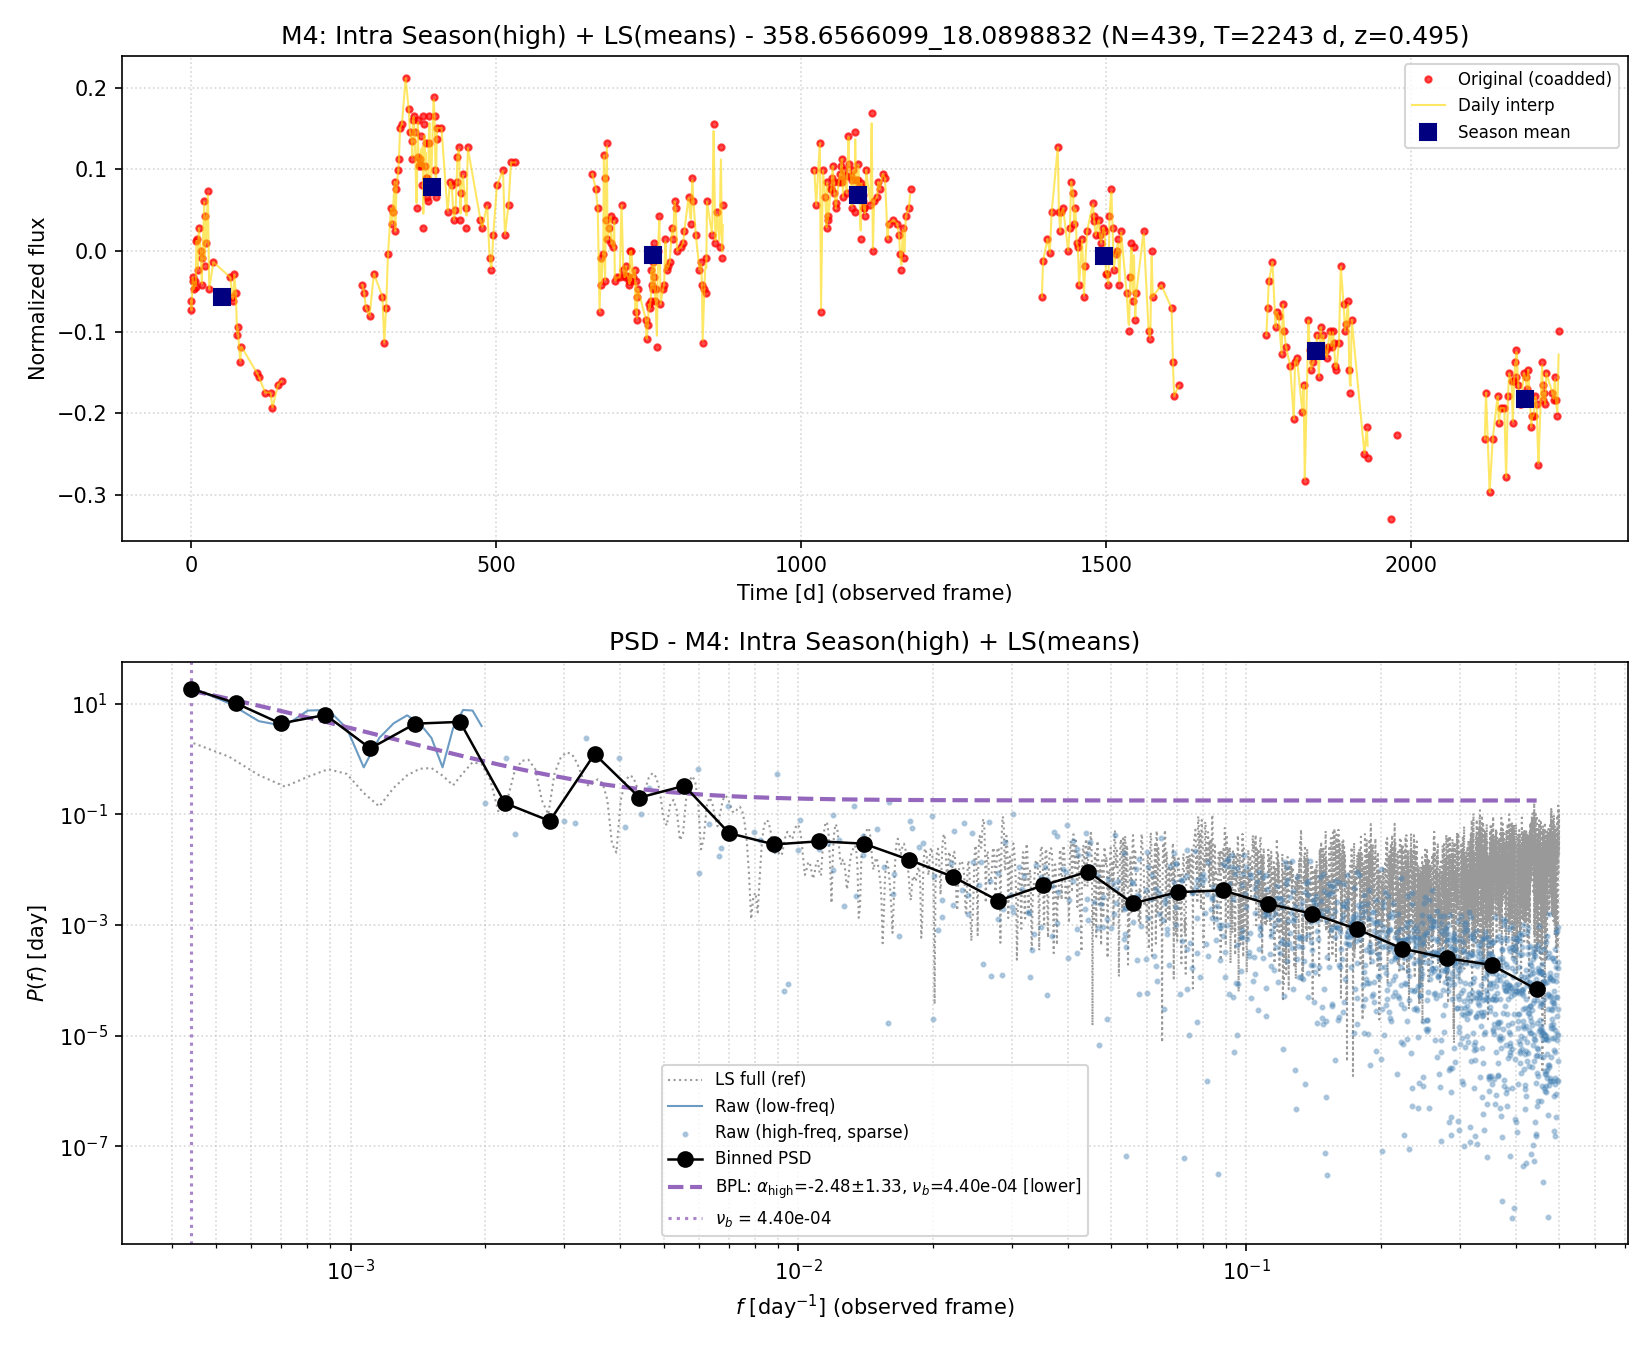 M4: Intra Season(high) + LS(means) - 358.6566099_18.0898832 (N=439, T=2243 d, z=0.495)
Normalized flux
0.2
0.1
0.0
−0.1
−0.2
−0.3
Original (coadded)
Daily interp
Season mean
0 500 1000 1500 2000
Time [d] (observed frame)
PSD - M4: Intra Season(high) + LS(means)
P(f) [day]
10¹
10⁻¹
10⁻³
10⁻⁵
10⁻⁷
LS full (ref)
Raw (low-freq)
Raw (high-freq, sparse)
Binned PSD
BPL: α_high=-2.48±1.33, ν_b=4.40e-04 [lower]
ν_b = 4.40e-04
10⁻³ 10⁻² 10⁻¹
f [day⁻¹] (observed frame)